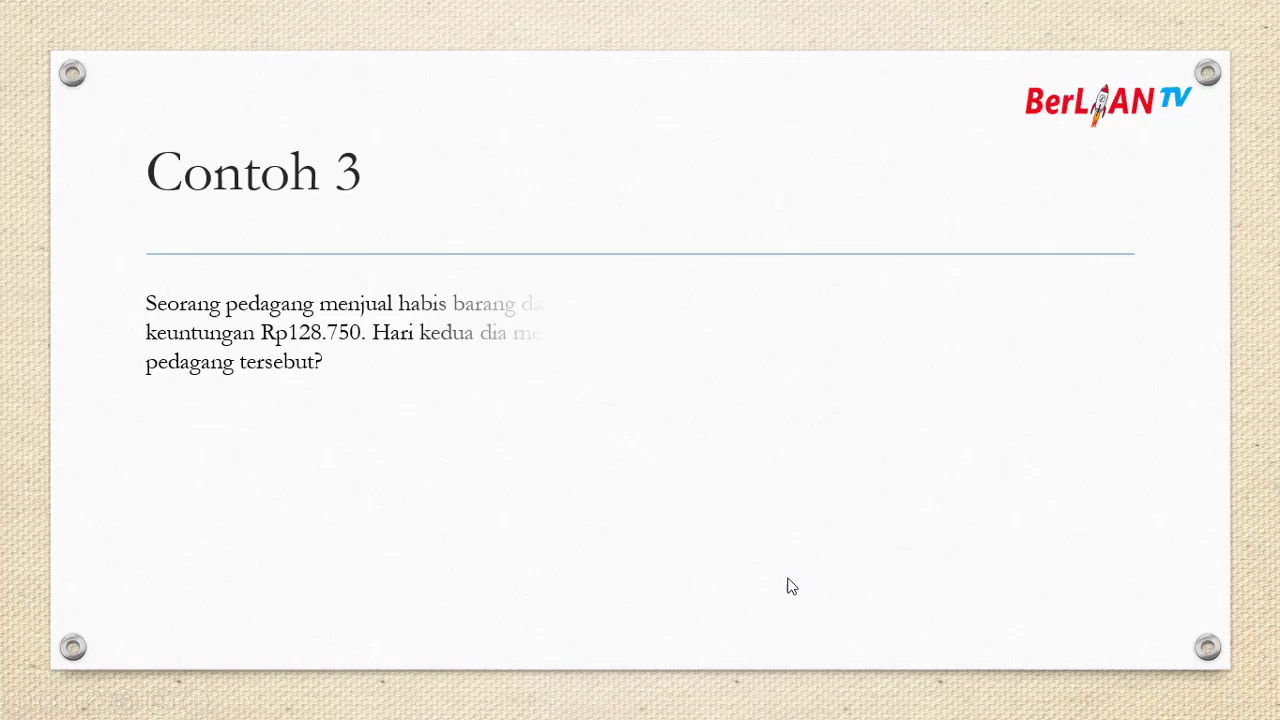 BerLIAN TV
Contoh 3
Seorang pedagang menjual habis barang
keuntungan Rp128.750. Hari kedua dia
pedagang tersebut?